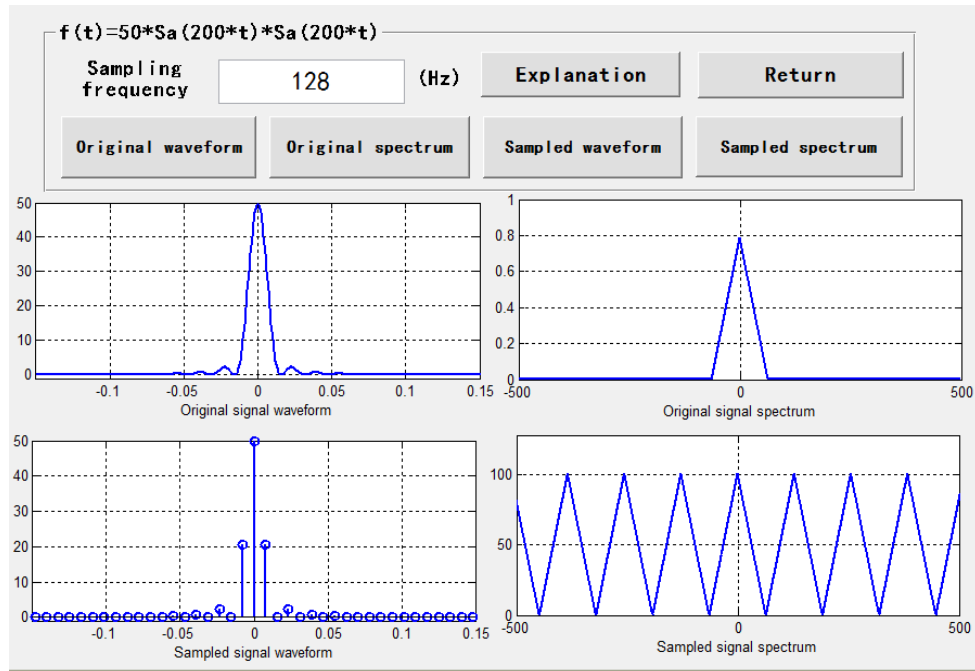 f(t)=50*Sa(200*t)*Sa(200*t)
Sampling
frequency
128
(Hz)
Explanation
Return
Original waveform
Original spectrum
Sampled waveform
Sampled spectrum
50
40
30
20
10
0
-0.1
-0.05
0
0.05
0.1
0.15
Original signal waveform
1
0.8
0.6
0.4
0.2
0
-500
0
500
Original signal spectrum
50
40
30
20
10
0
-0.1
-0.05
0
0.05
0.1
0.15
Sampled signal waveform
100
50
0
-500
0
500
Sampled signal spectrum